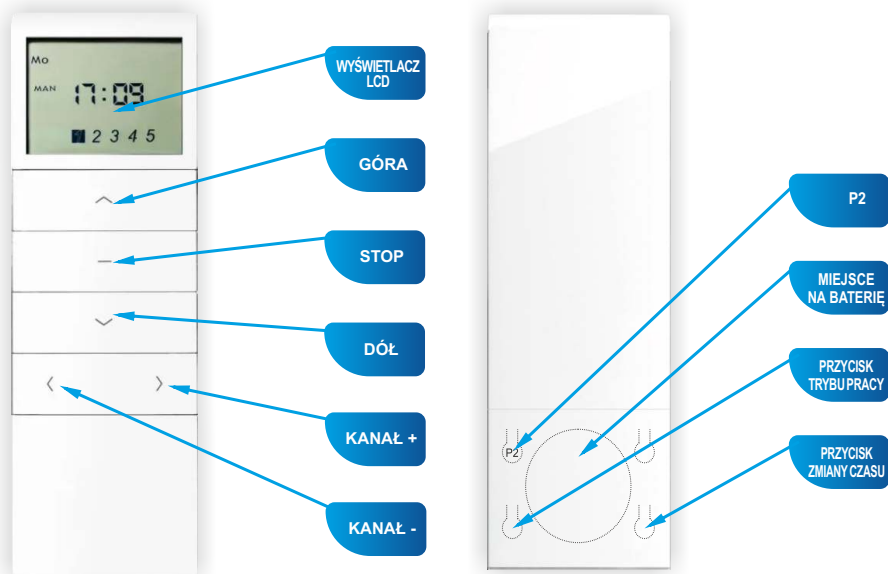 Mo
MAN 17:09
1 2 3 4 5
WYŚWIETLACZ
LCD
GÓRA
STOP
DÓŁ
KANAŁ +
KANAŁ -
P2
MIEJSCE
NA BATERIĘ
PRZYCISK
TRYBU PRACY
PRZYCISK
ZMIANY CZASU
P2